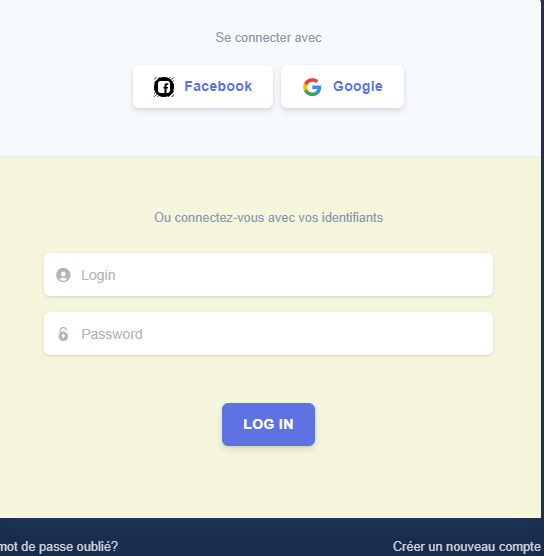 Se connecter avec
Facebook Google
Ou connectez-vous avec vos identifiants
Login
Password
LOG IN
mot de passe oublié? Créer un nouveau compte